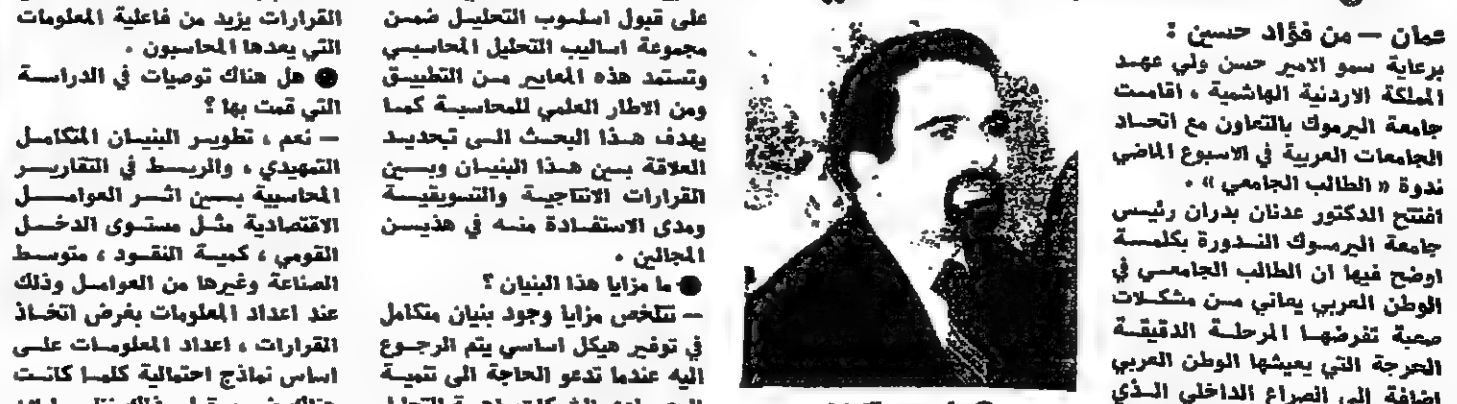 عمان — من فؤاد حسين :
برعاية سمو الامير حسن ولي عهد
المملكة الاردنية الهاشمية ، اقامت
جامعة اليرموك بالتعاون مع اتحاد
الجامعات العربية في الاسبوع الماضي
ندوة « الطالب الجامعي » .
افتتح الدكتور عدنان بدران رئيس
جامعة اليرموك الندورة بكلمسة
اوضح فيها ان الطالب الجامعي في
الوطن العربي يعاني من مشكلات
صعبة تفرضها المرحلة الدقيقة
الحرجة التي يعيشها الوطن العربي
اضافة الى الصراع الداخلي الذي
على قبول اسلوب التحليل ضمن
مجموعة اساليب التحليل المحاسبي
وتستمد هذه المعايير من التطبيق
ومن الاطار العلمي للمحاسبة كما
يهدف هذا البحث الى تحديد
العلاقة بين هذا البنيان وبين
القرارات الانتاجية والتسويقية
ومدى الاستفادة منه في هذين
المجالين .
● ما مزايا هذا البنيان ؟
— تتلخص مزايا وجود بنيان متكامل
في توفير هيكل اساسي يتم الرجوع
اليه عندما تدعو الحاجة الى تنمية
القرارات يزيد من فاعلية المعلومات
التي يعدها المحاسبون .
● هل هناك توصيات في الدراسة
التي قمت بها ؟
— نعم ، تطوير البنيان المتكامل
التمهيدي ، والربط في التقارير
المحاسبية بين اثر العوامل
الاقتصادية مثل مستوى الدخل
القومي ، كمية النقود ، متوسط
الصناعة وغيرها من العوامل وذلك
عند اعداد المعلومات بغرض اتخاذ
القرارات ، اعداد المعلومات على
اساس نماذج احتمالية كلما كانت